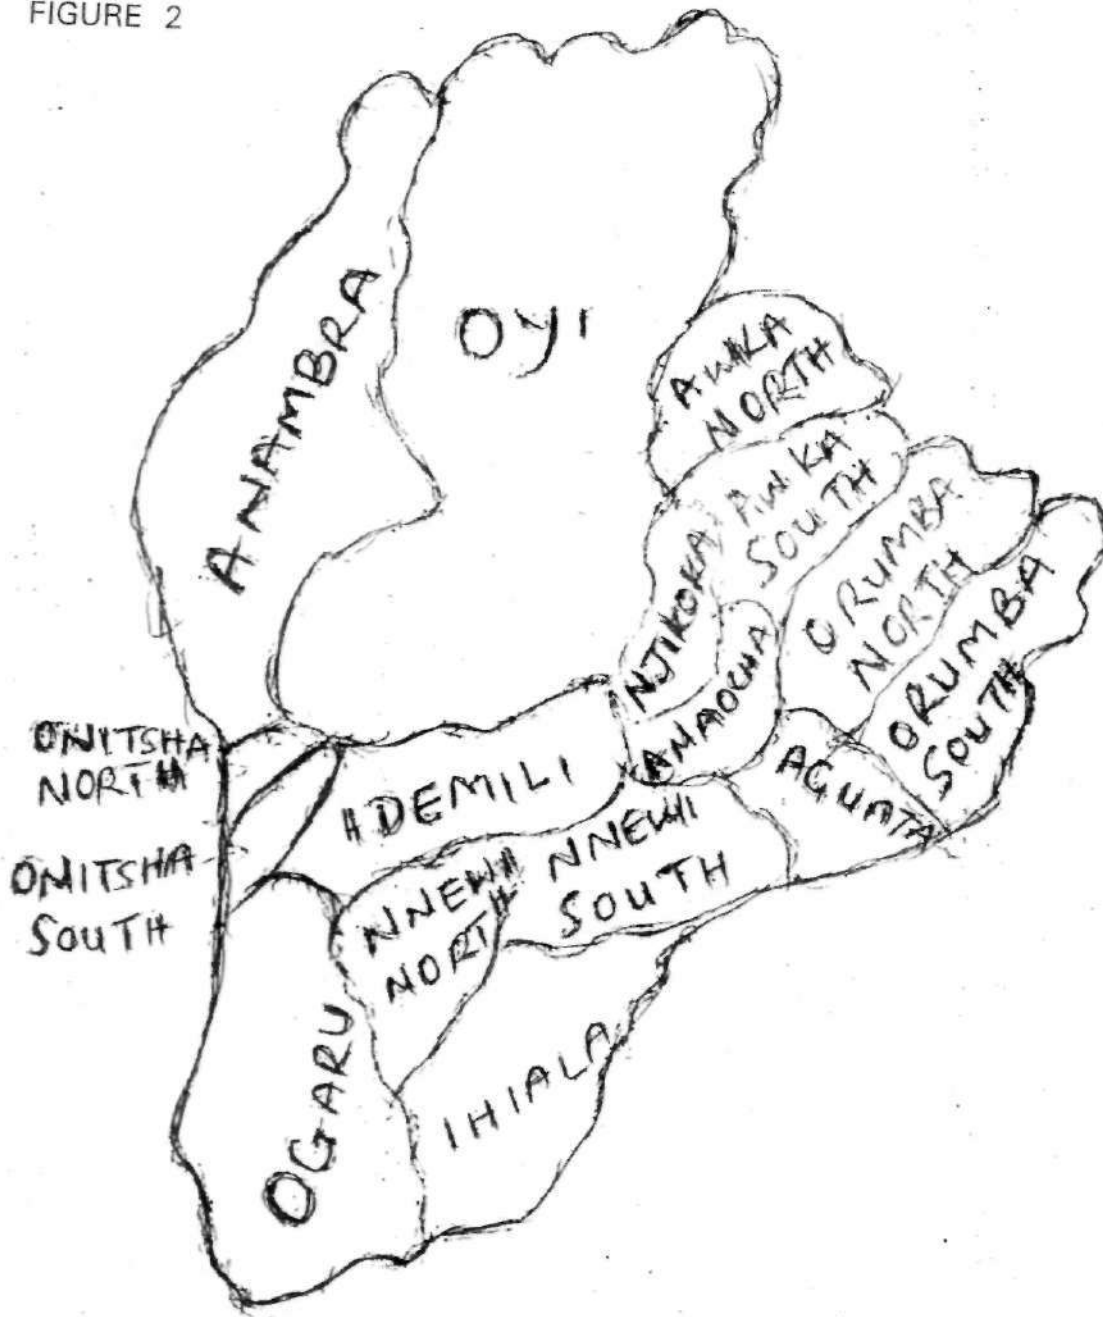 FIGURE 2
OYI
ANAMBRA
AWKA
NORTH
AWKA
SOUTH
ORUMBA
NORTH
ORUMBA
SOUTH
NJIKOKA
ANAOCHA
ONITSHA
NORTH
IDEMILI
AGUATA
NNEWI
SOUTH
ONITSHA
SOUTH
NNEWI
NORTH
OGARU
IHIALA